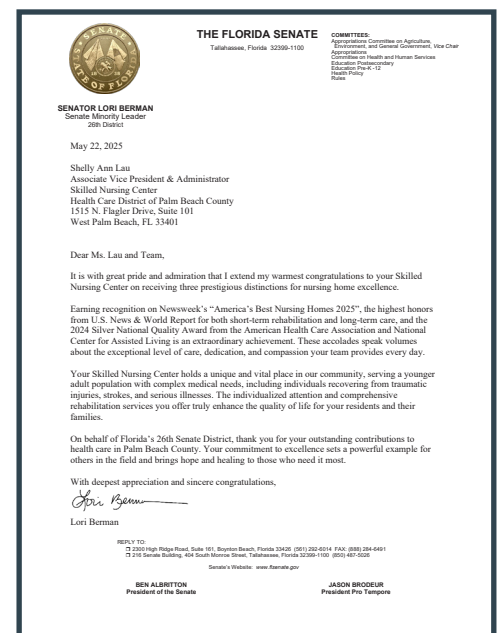 SENATE
STATE OF FLORIDA
THE FLORIDA SENATE
Tallahassee, Florida 32399-1100
COMMITTEES:
Appropriations Committee on Agriculture,
Environment, and General Government, Vice Chair
Appropriations
Committee on Health and Human Services
Education Postsecondary
Education Pre-K -12
Health Policy
Rules
SENATOR LORI BERMAN
Senate Minority Leader
26th District
May 22, 2025
Shelly Ann Lau
Associate Vice President & Administrator
Skilled Nursing Center
Health Care District of Palm Beach County
1515 N. Flagler Drive, Suite 101
West Palm Beach, FL 33401
Dear Ms. Lau and Team,
It is with great pride and admiration that I extend my warmest congratulations to your Skilled
Nursing Center on receiving three prestigious distinctions for nursing home excellence.
Earning recognition on Newsweek's “America's Best Nursing Homes 2025”, the highest honors
from U.S. News & World Report for both short-term rehabilitation and long-term care, and the
2024 Silver National Quality Award from the American Health Care Association and National
Center for Assisted Living is an extraordinary achievement. These accolades speak volumes
about the exceptional level of care, dedication, and compassion your team provides every day.
Your Skilled Nursing Center holds a unique and vital place in our community, serving a younger
adult population with complex medical needs, including individuals recovering from traumatic
injuries, strokes, and serious illnesses. The individualized attention and comprehensive
rehabilitation services you offer truly enhance the quality of life for your residents and their
families.
On behalf of Florida's 26th Senate District, thank you for your outstanding contributions to
health care in Palm Beach County. Your commitment to excellence sets a powerful example for
others in the field and brings hope and healing to those who need it most.
With deepest appreciation and sincere congratulations,
Lori Berman
Lori Berman
REPLY TO:
❒ 2300 High Ridge Road, Suite 161, Boynton Beach, Florida 33426 (561) 292-6014 FAX: (888) 284-6491
❒ 216 Senate Building, 404 South Monroe Street, Tallahassee, Florida 32399-1100 (850) 487-5026
Senate's Website: www.flsenate.gov
BEN ALBRITTON
President of the Senate
JASON BRODEUR
President Pro Tempore